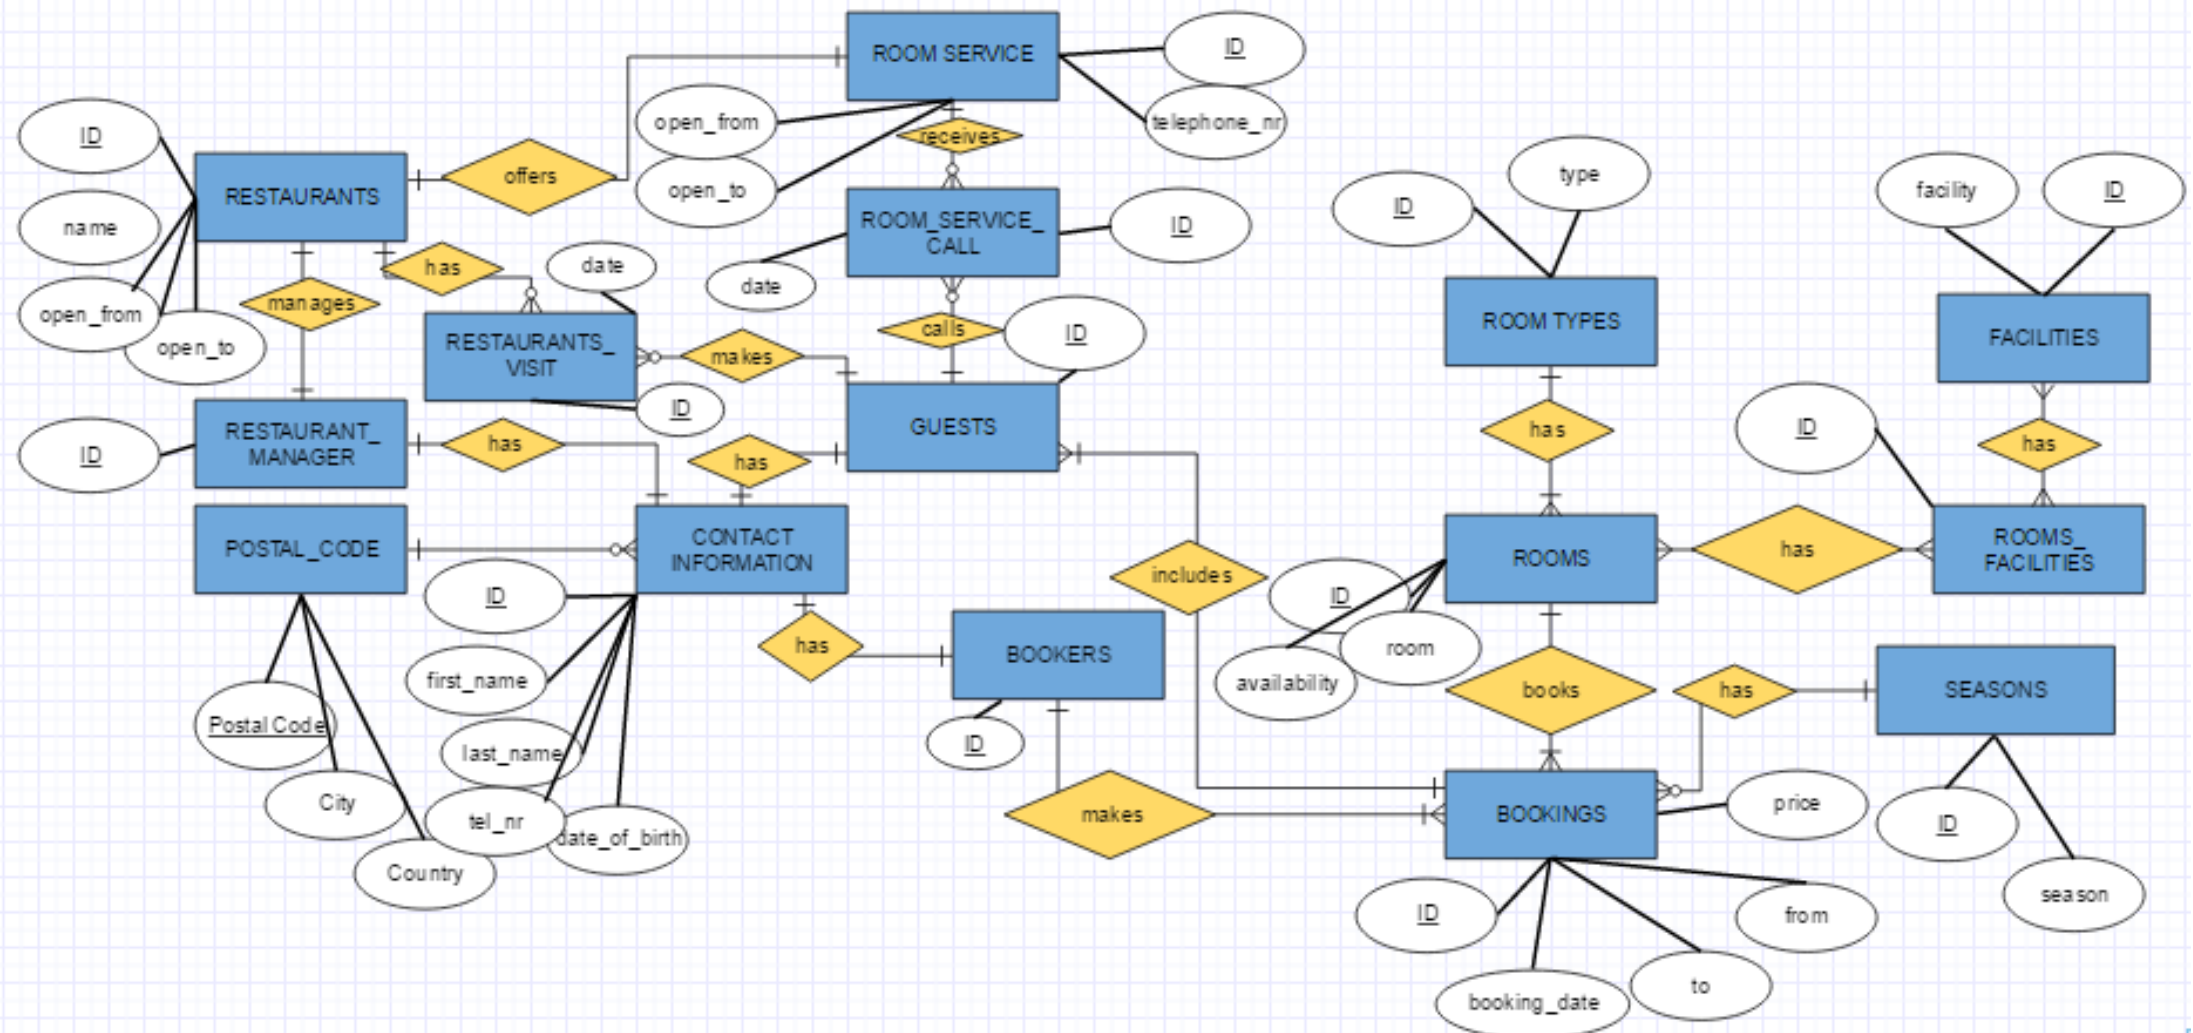 ROOM SERVICE
ID
open_from
telephone_nr
receives
ID
open_to
offers
RESTAURANTS
name
type
ID
facility
ID
ROOM_SERVICE_
CALL
ID
date
has
date
manages
open_from
open_to
calls
ID
ROOM TYPES
FACILITIES
RESTAURANTS_
VISIT
makes
ID
GUESTS
RESTAURANT_
MANAGER
ID
has
has
has
ID
has
POSTAL_CODE
CONTACT
INFORMATION
ROOMS
has
ROOMS_
FACILITIES
includes
ID
ID
first_name
has
BOOKERS
room
availability
books
has
SEASONS
Postal Code
last_name
ID
City
tel_nr
date_of_birth
makes
BOOKINGS
price
ID
Country
season
ID
from
to
booking_date